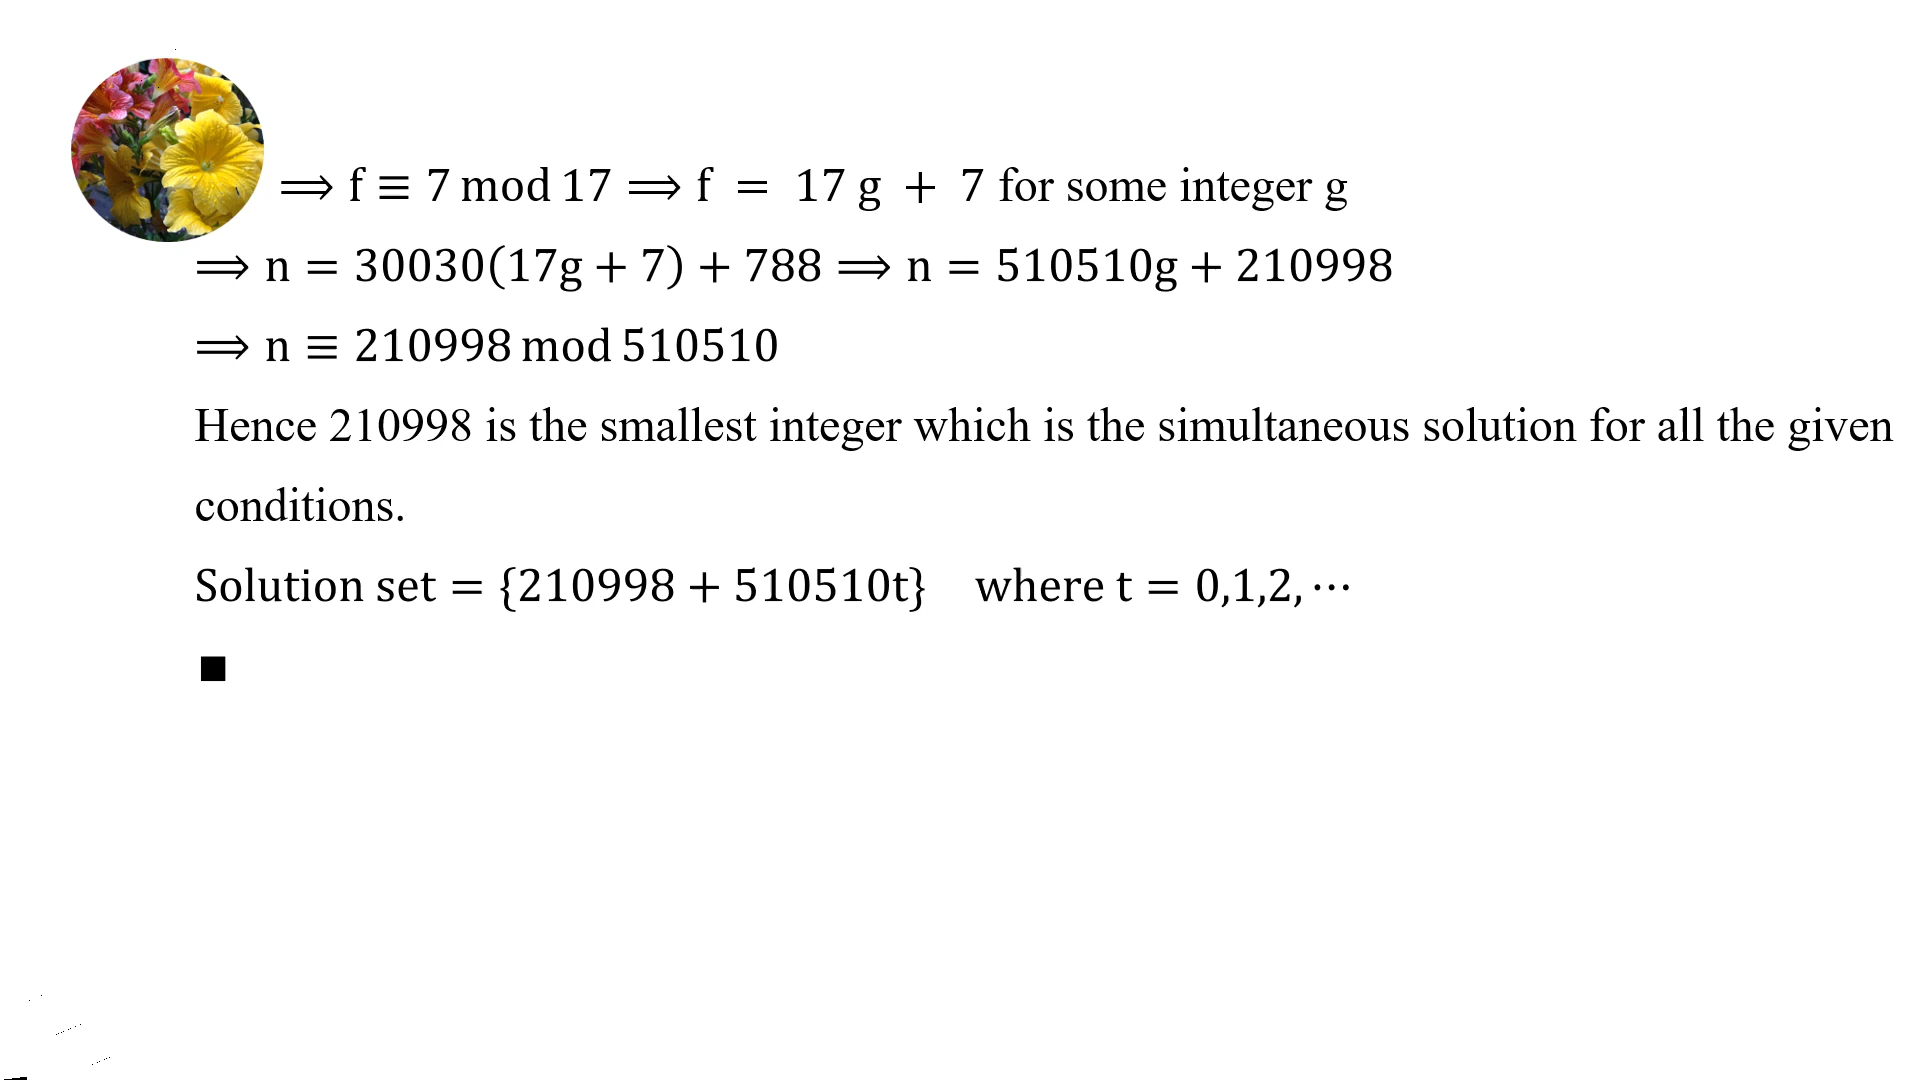 ⟹ f ≡ 7 mod 17 ⟹ f = 17 g + 7 for some integer g
⟹ n = 30030(17g + 7) + 788 ⟹ n = 510510g + 210998
⟹ n ≡ 210998 mod 510510
Hence 210998 is the smallest integer which is the simultaneous solution for all the given
conditions.
Solution set = {210998 + 510510t} where t = 0,1,2, ⋯
■